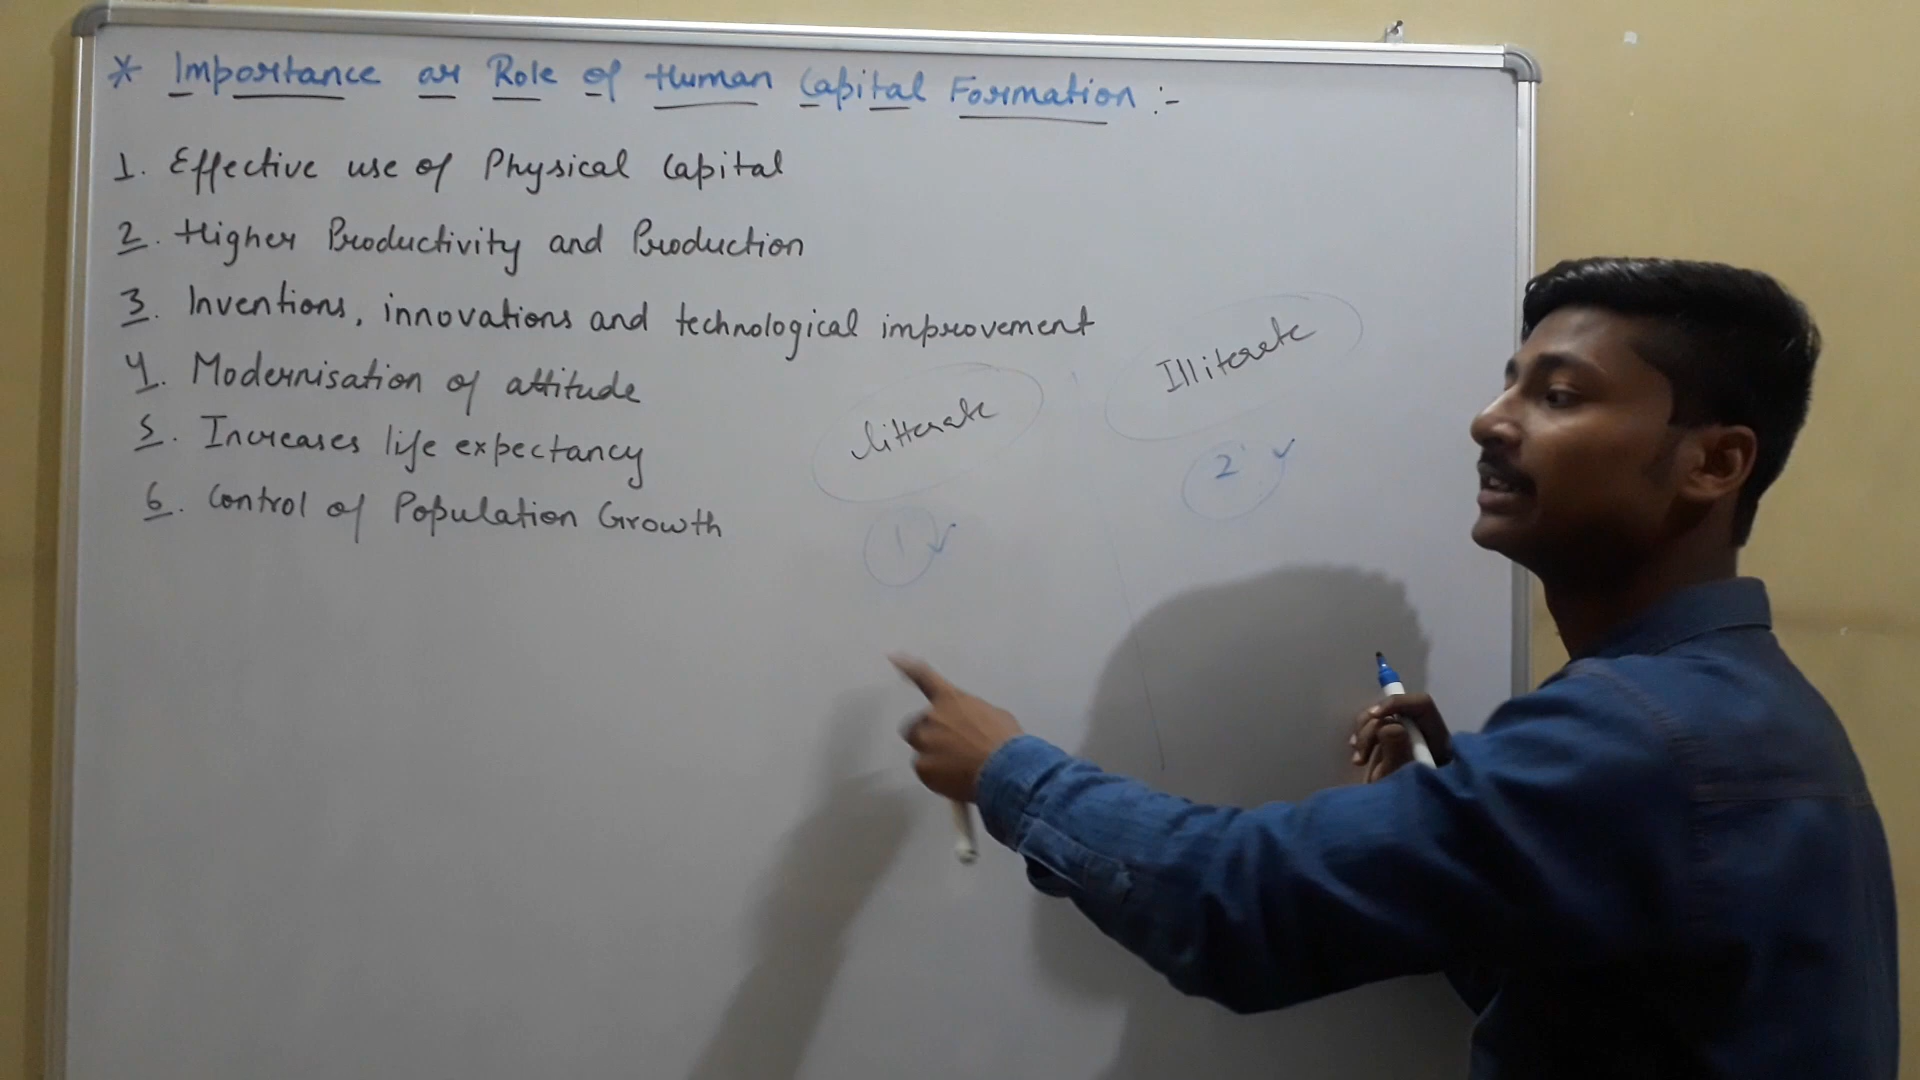 * Importance or Role of Human Capital Formation :-
1. Effective use of Physical Capital
2. Higher Productivity and Production
3. Inventions, innovations and technological improvement
4. Modernisation of attitude
5. Increases life expectancy
6. Control of Population Growth
litterate
Illiterate
1 ✓
2 ✓